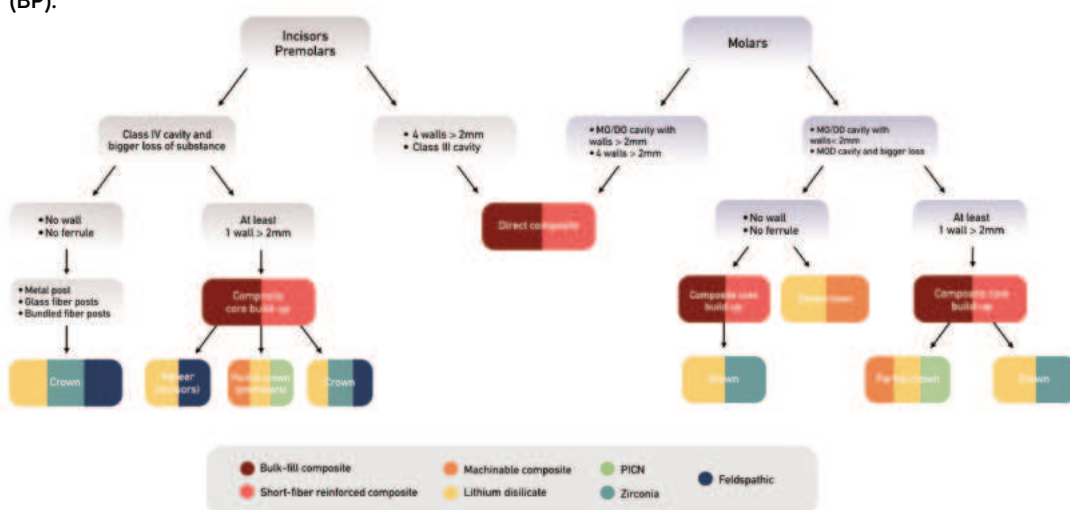 (BP).
Incisors
Premolars
Molars
Class IV cavity and
bigger loss of substance
• 4 walls > 2mm
• Class III cavity
• MO/DO cavity with
walls > 2mm
• 4 walls > 2mm
• MO/DO cavity with
walls< 2mm
• MOD cavity and bigger loss
• No wall
• No ferrule
At least
1 wall > 2mm
Direct composite
• No wall
• No ferrule
At least
1 wall > 2mm
• Metal post
• Glass fiber posts
• Bundled fiber posts
Composite
core build-up
Composite core
build-up
Composite core
build-up
Crown
Veneer
(incisors)
Partial crown
(premolars)
Crown
Crown
Partial crown
Crown
Bulk-fill composite
Machinable composite
PICN
Feldspathic
Short-fiber reinforced composite
Lithium disilicate
Zirconia